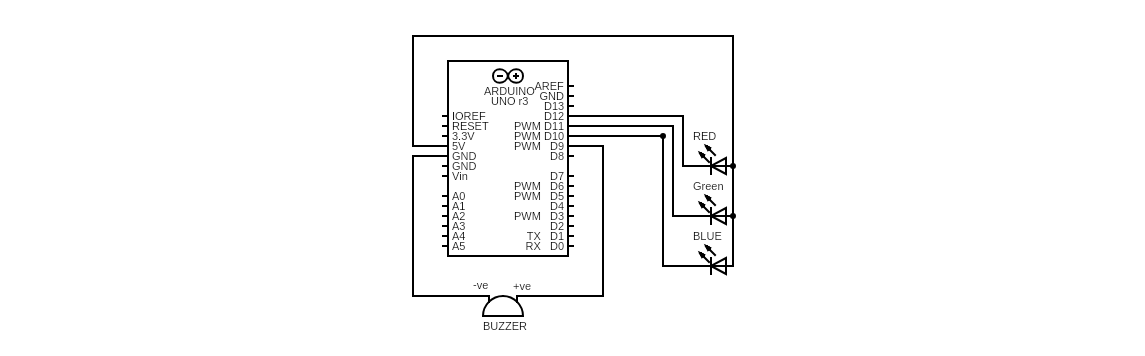 ARDUINO
UNO r3
AREF
GND
D13
IOREF D12
RESET PWM D11
3.3V PWM D10
5V PWM D9
GND D8
GND
Vin D7
PWM D6
A0 PWM D5
A1 D4
A2 PWM D3
A3 D2
A4 TX D1
A5 RX D0
RED
Green
BLUE
-ve +ve
BUZZER